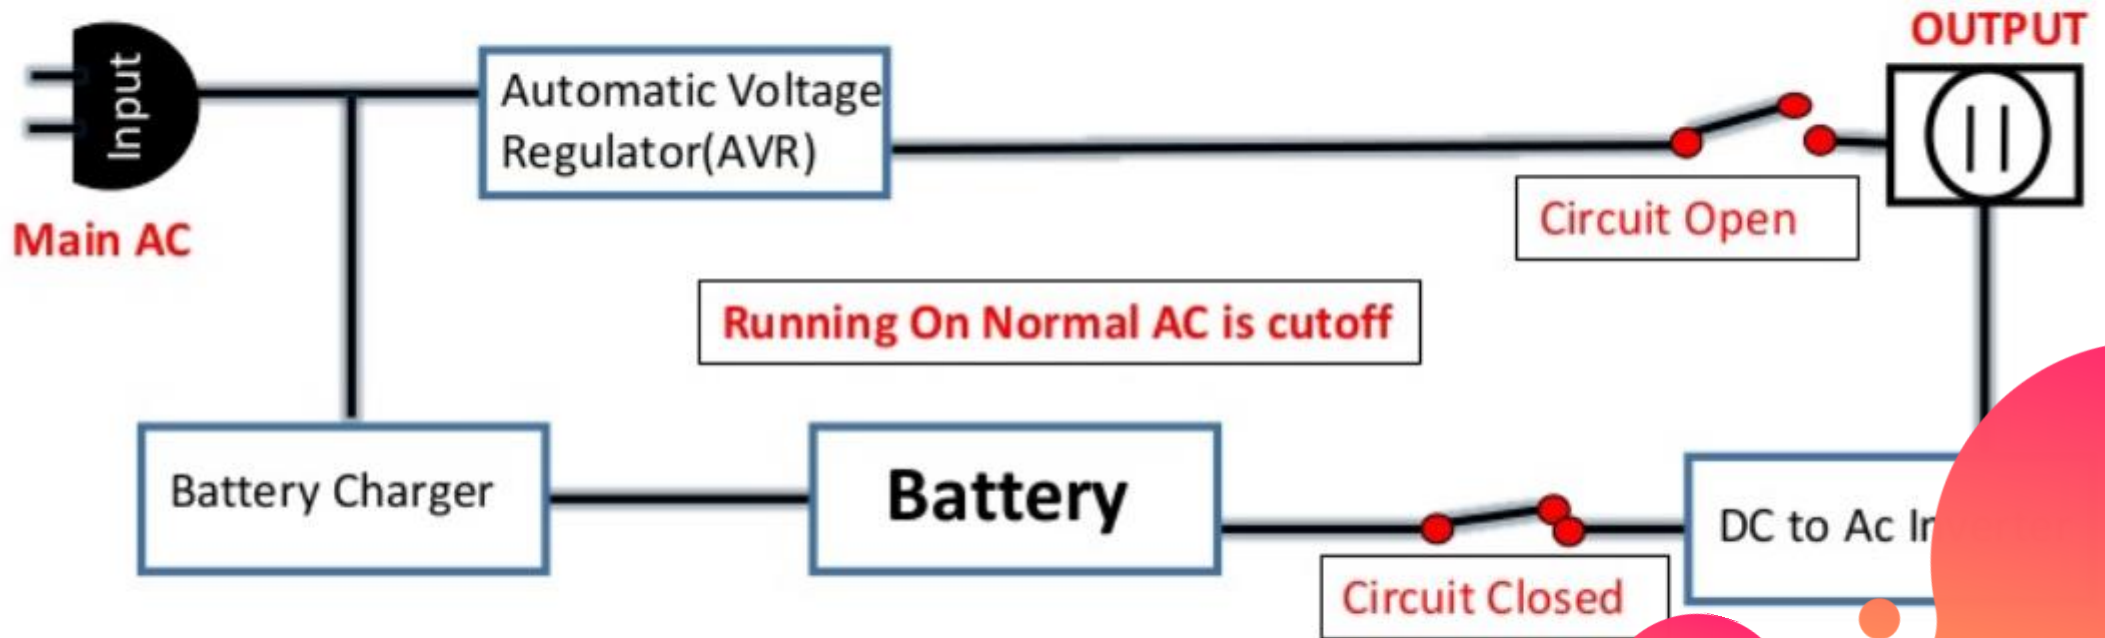 OUTPUT
Input
Automatic Voltage
Regulator(AVR)
Main AC
Circuit Open
Running On Normal AC is cutoff
Battery Charger
Battery
DC to Ac
Circuit Closed